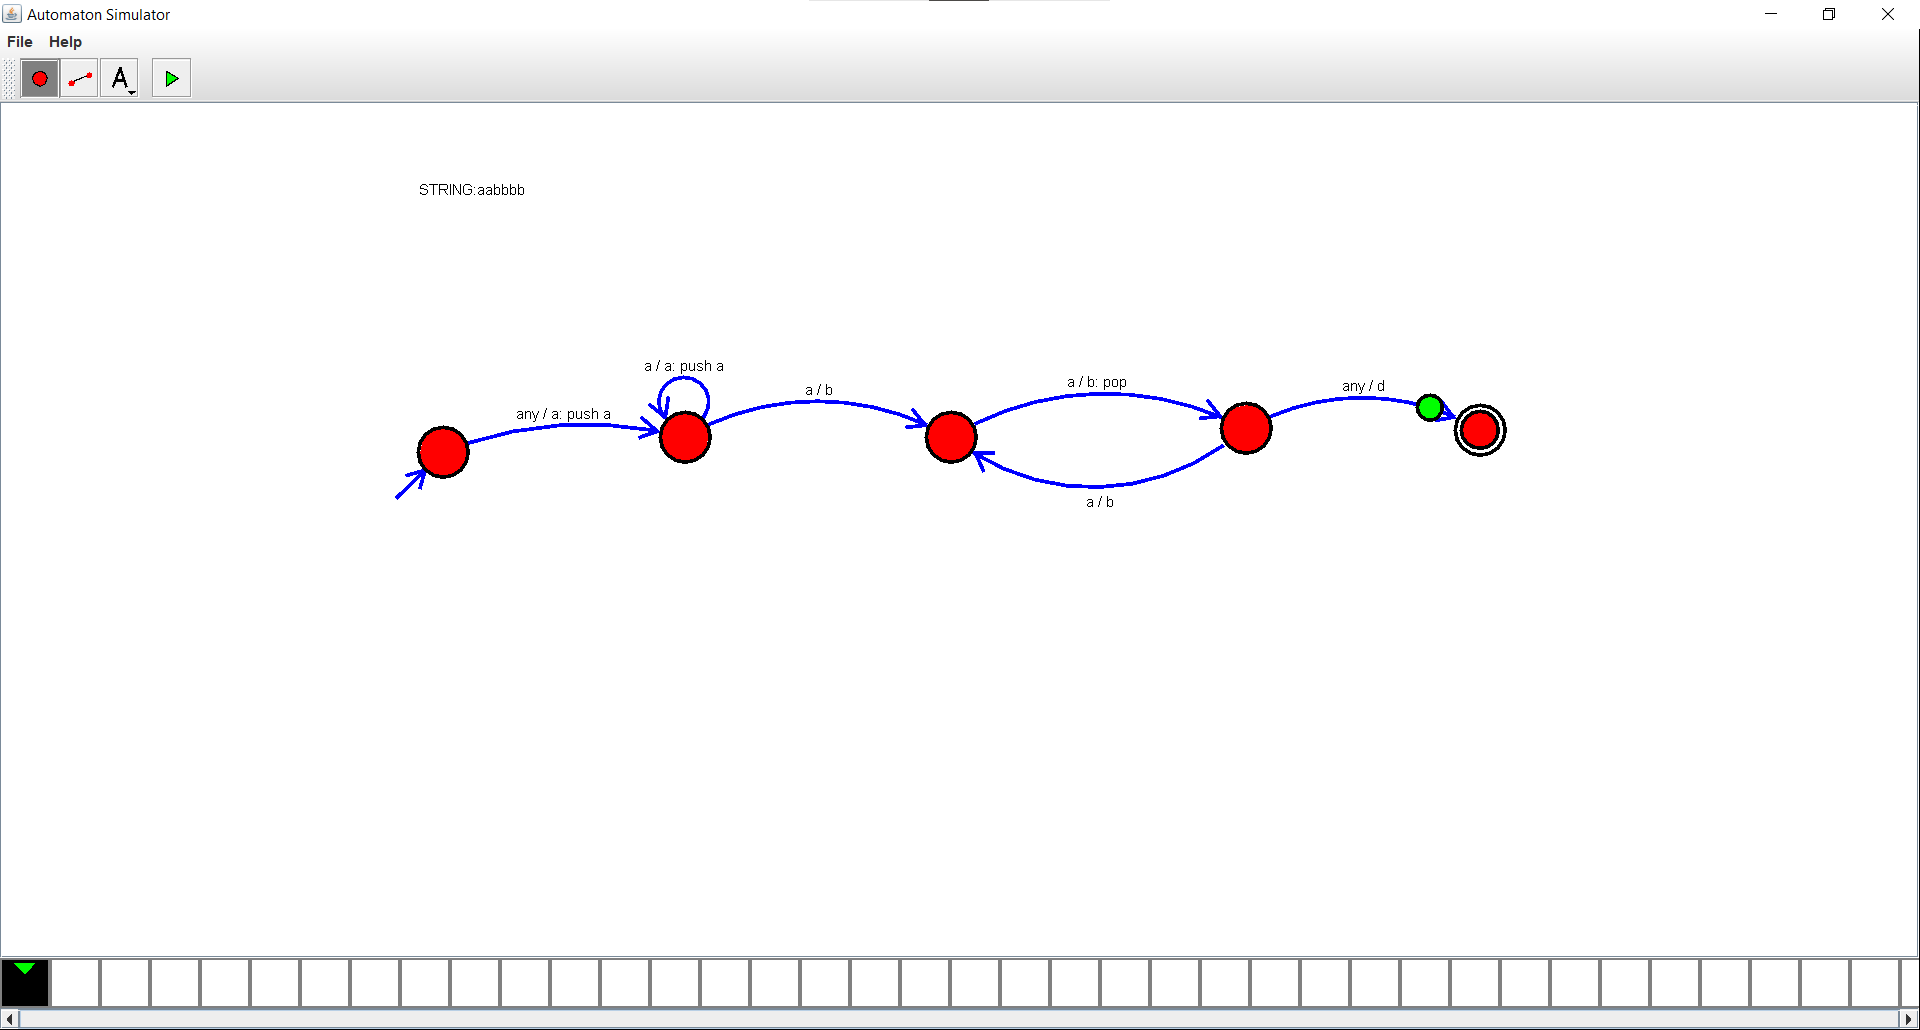 Automaton Simulator
File Help
A
STRING:aabbbb
a / a: push a
any / a: push a
a / b
a / b: pop
any / d
a / b